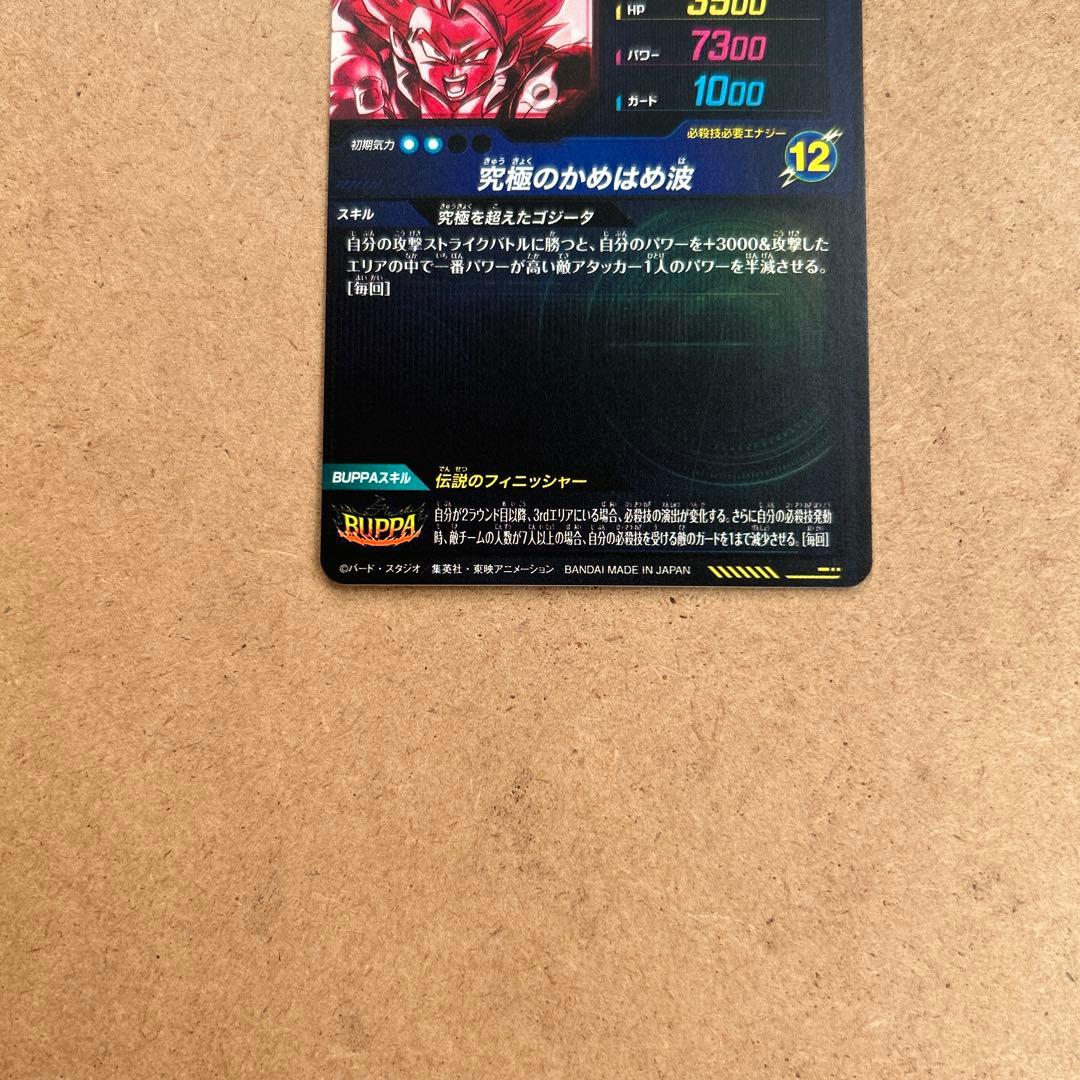 HP 3500
パワー 7300
ガード 1000
初期気力
必殺技必要エナジー
12
究極のかめはめ波
スキル 究極を超えたゴジータ
自分の攻撃ストライクバトルに勝つと、自分のパワーを+3000&攻撃した
エリアの中で一番パワーが高い敵アタッカー1人のパワーを半減させる。
[毎回]
BUPPAスキル 伝説のフィニッシャー
BUPPA
自分が2ラウンド目以降、3rdエリアにいる場合、必殺技の演出が変化する。さらに自分の必殺技発動
時、敵チームの人数が7人以上の場合、自分の必殺技を受ける敵のガードを1まで減少させる。[毎回]
©バード・スタジオ/集英社・東映アニメーション BANDAI MADE IN JAPAN